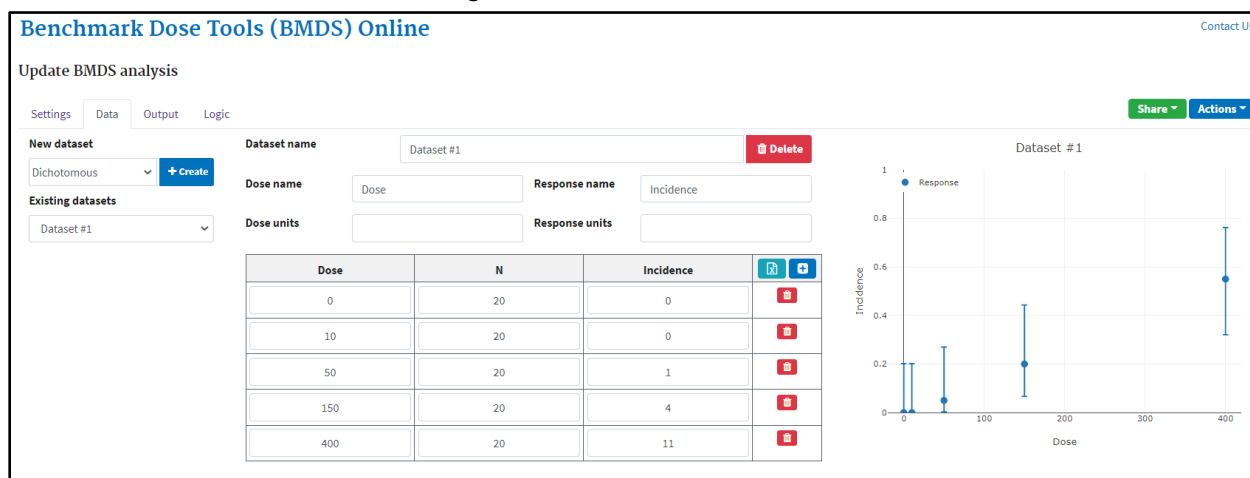 Benchmark Dose Tools (BMDS) Online
Contact U
Update BMDS analysis
Settings Data Output Logic
Share Actions
New dataset
Dichotomous + Create
Existing datasets
Dataset #1
Dataset name Dataset #1 Delete
Dose name Dose Response name Incidence
Dose units Response units
Dose N Incidence
0 20 0
10 20 0
50 20 1
150 20 4
400 20 11
Dataset #1
Response
Incidence
1
0.8
0.6
0.4
0.2
0
0 100 200 300 400
Dose